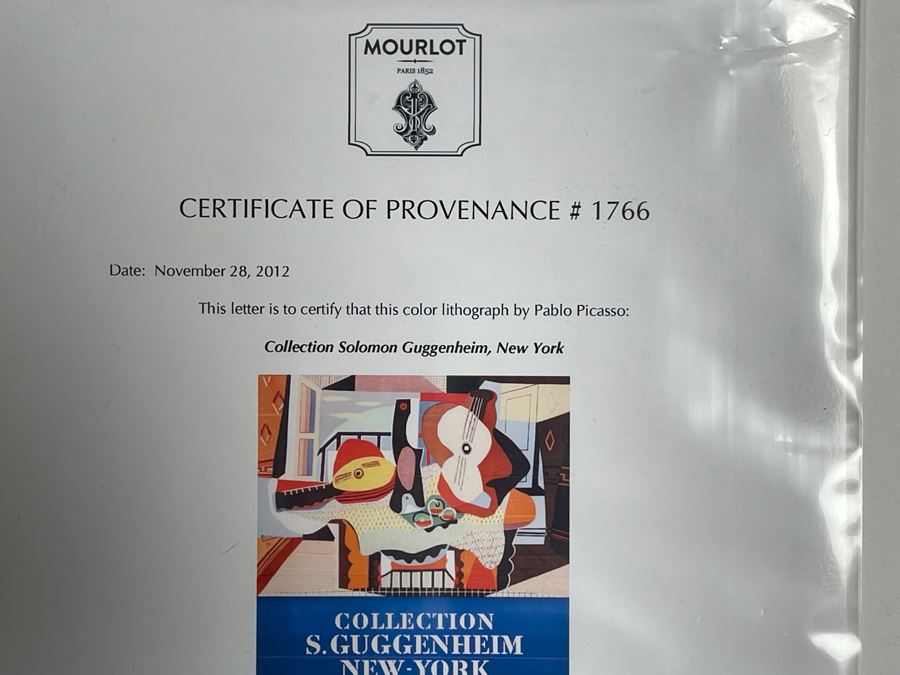 MOURLOT
PARIS 1852
CERTIFICATE OF PROVENANCE # 1766
Date: November 28, 2012
This letter is to certify that this color lithograph by Pablo Picasso:
Collection Solomon Guggenheim, New York
COLLECTION
S. GUGGENHEIM
NEW-YORK